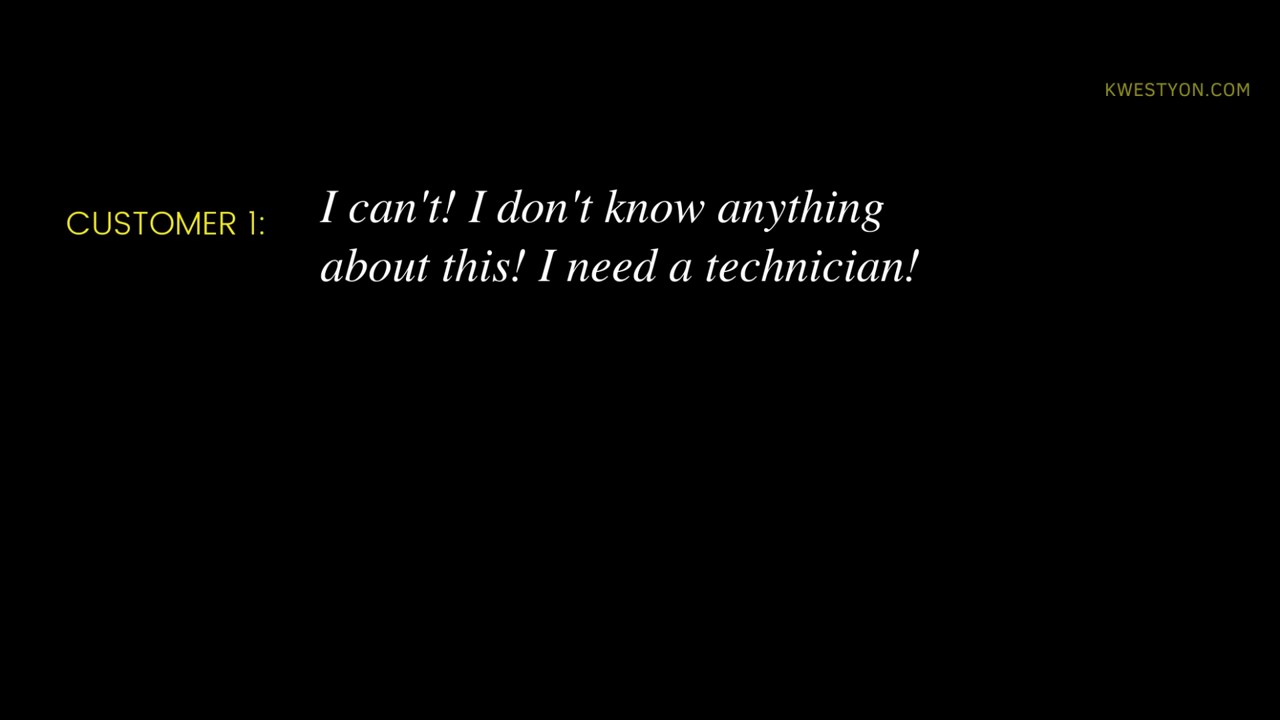 KWESTYON.COM
CUSTOMER 1:
I can't! I don't know anything
about this! I need a technician!